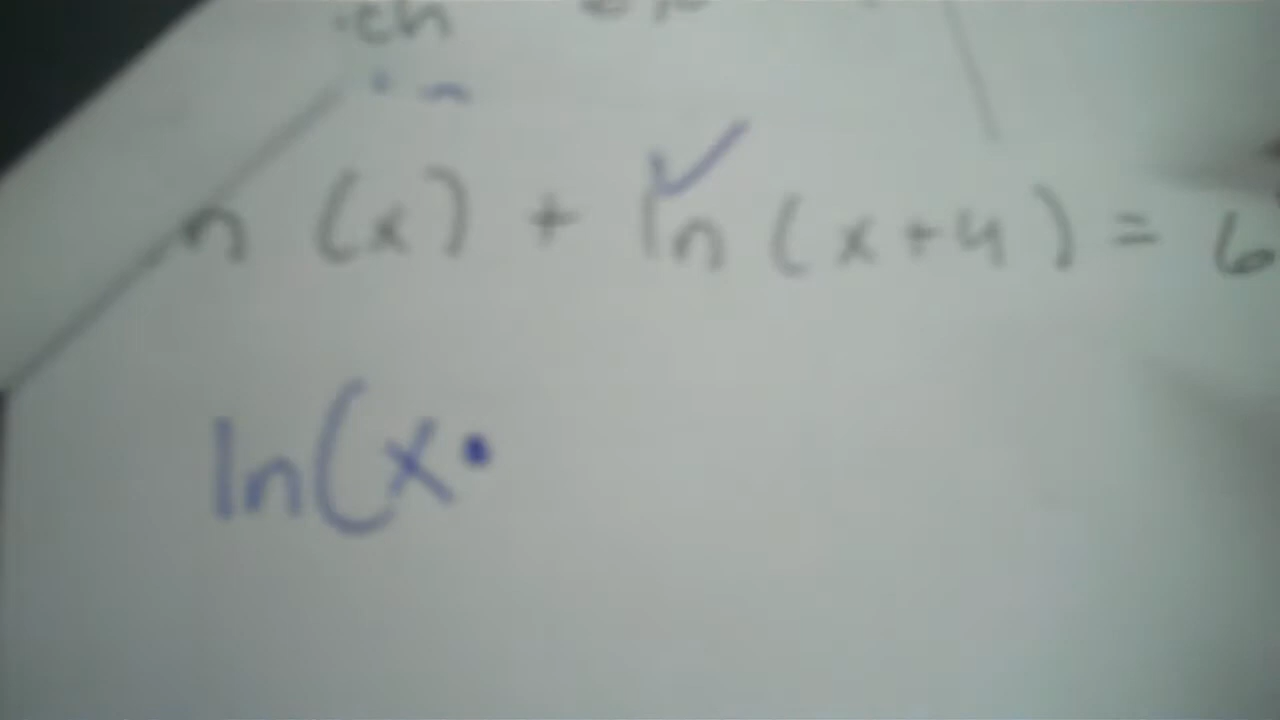 n (x) + ln (x+4) = 6
ln(x•